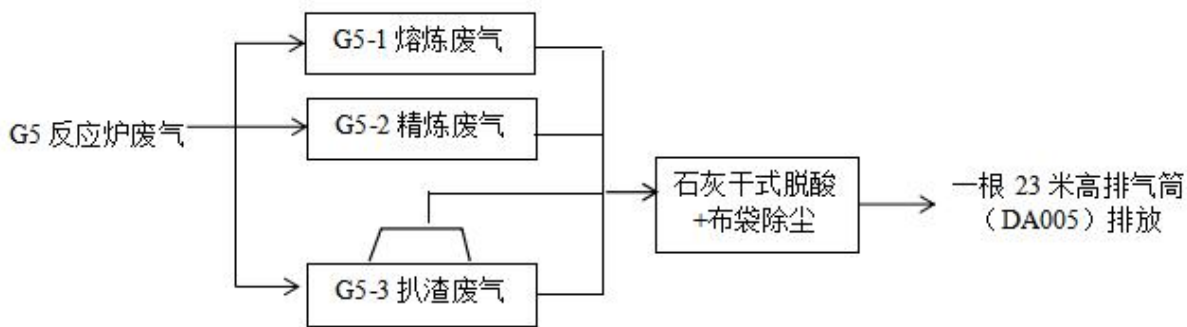 G5 反应炉废气
G5-1 熔炼废气
G5-2 精炼废气
G5-3 扒渣废气
石灰干式脱酸
+布袋除尘
一根 23 米高排气筒
（DA005）排放